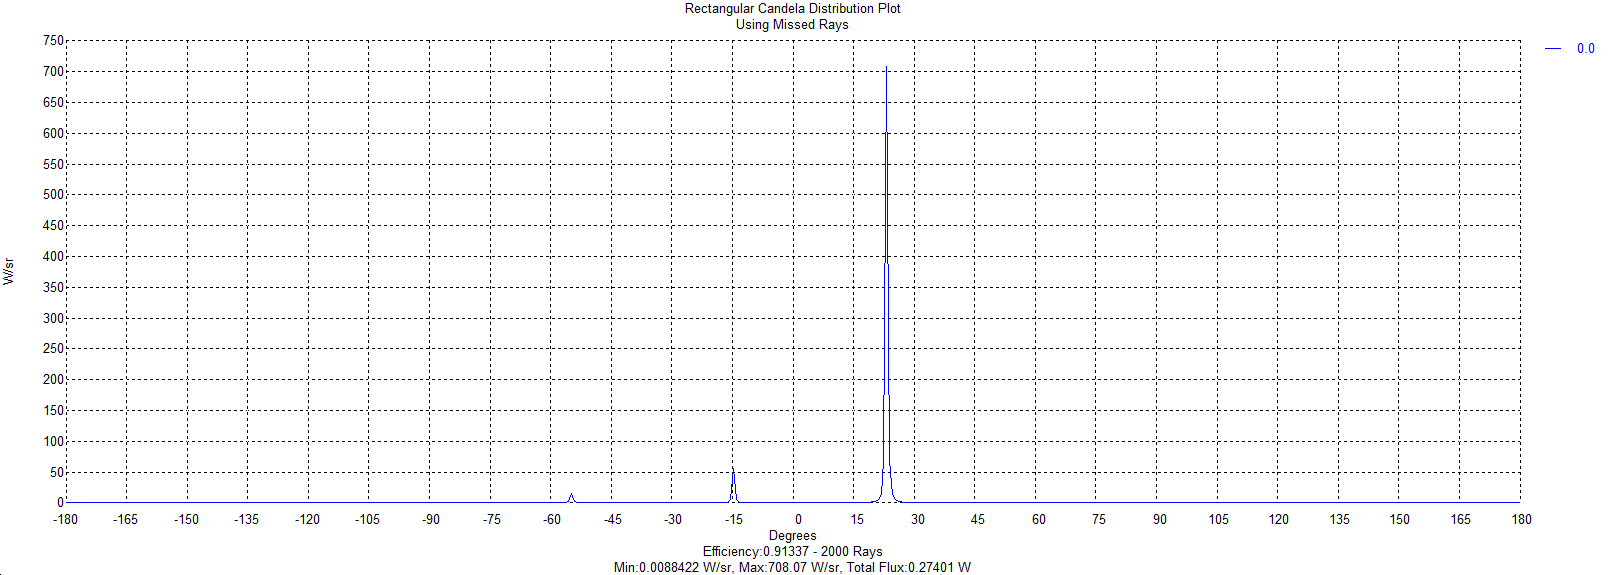 Rectangular Candela Distribution Plot
Using Missed Rays
0.0
750
700
650
600
550
500
450
400
350
300
250
200
150
100
50
0
W/sr
-180 -165 -150 -135 -120 -105 -90 -75 -60 -45 -30 -15 0 15 30 45 60 75 90 105 120 135 150 165 180
Degrees
Efficiency:0.91337 - 2000 Rays
Min:0.0088422 W/sr, Max:708.07 W/sr, Total Flux:0.27401 W